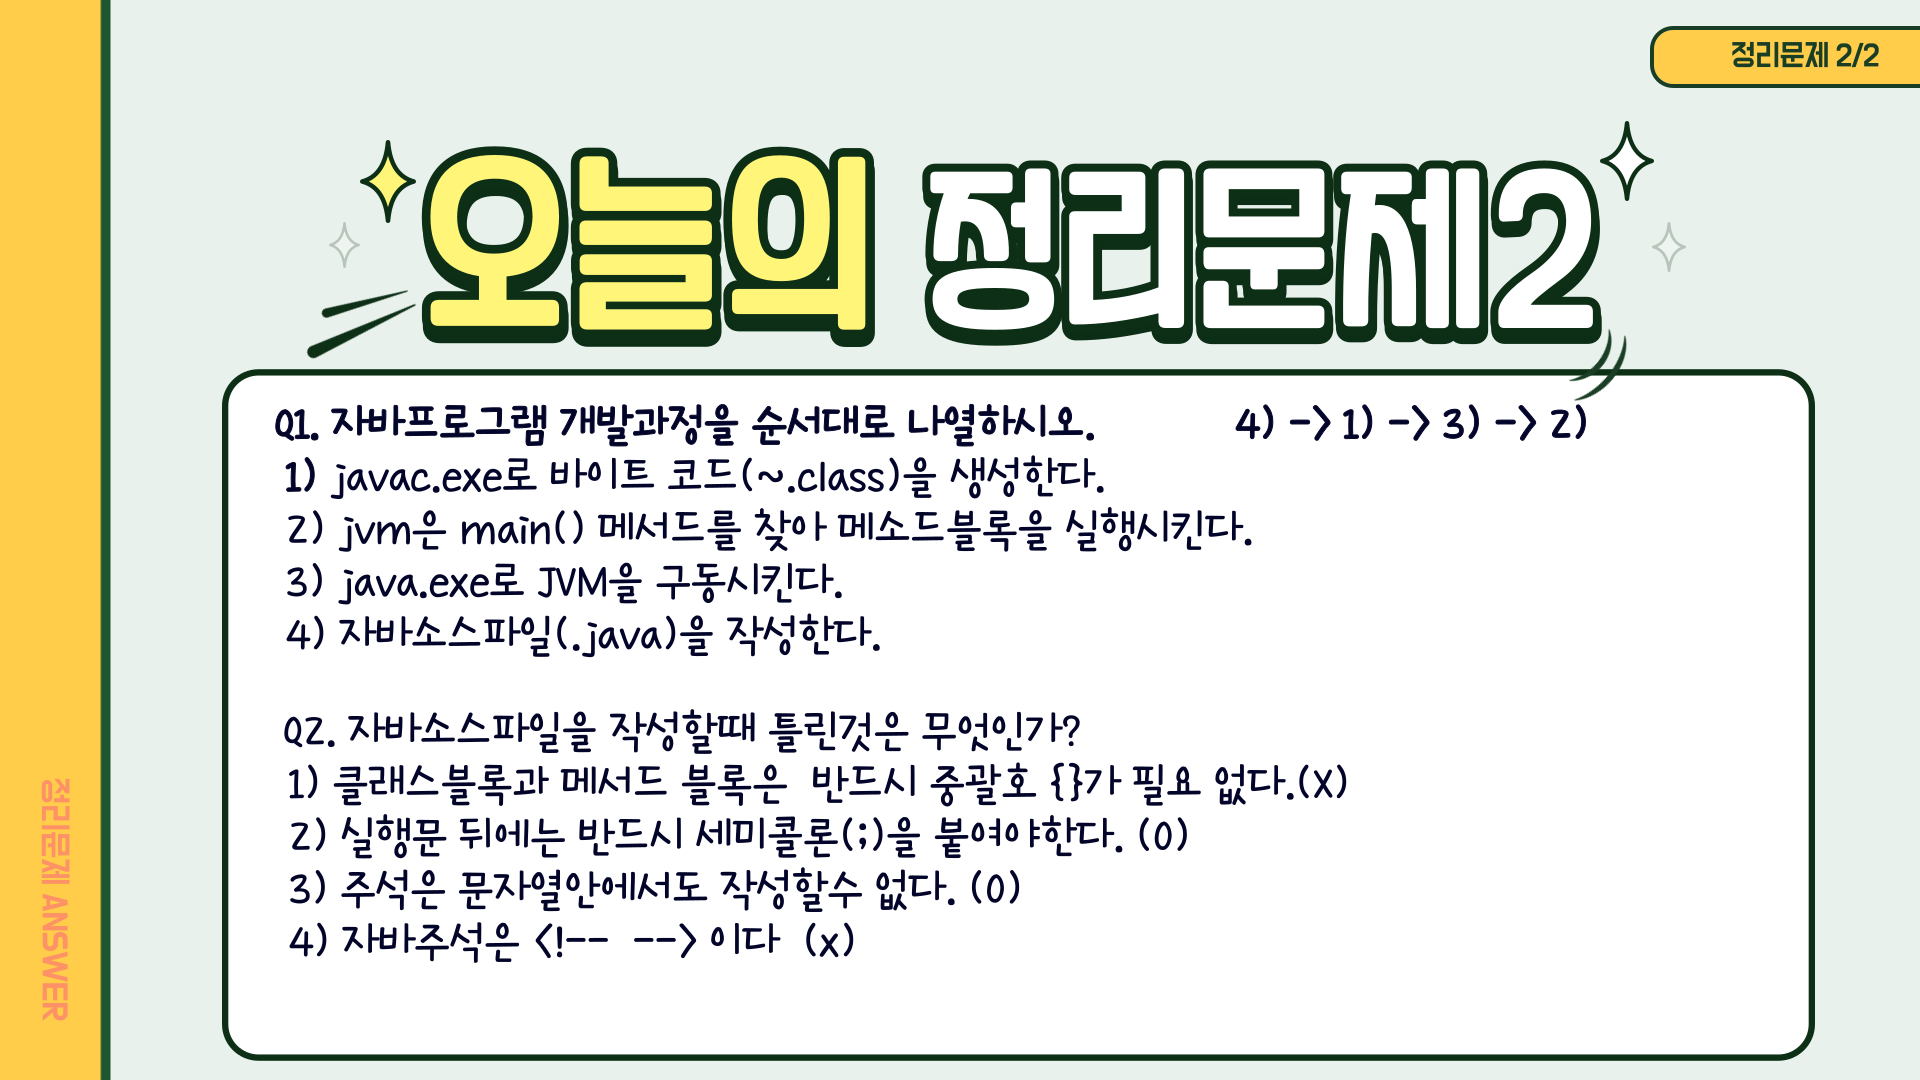 정리문제 2/2
오늘의 정리문제2
Q1. 자바프로그램 개발과정을 순서대로 나열하시오. 4) -> 1) -> 3) -> 2)
1) javac.exe로 바이트 코드(~.class)을 생성한다.
2) jvm은 main() 메서드를 찾아 메소드블록을 실행시킨다.
3) java.exe로 JVM을 구동시킨다.
4) 자바소스파일(.java)을 작성한다.
Q2. 자바소스파일을 작성할때 틀린것은 무엇인가?
1) 클래스블록과 메서드 블록은 반드시 중괄호 {}가 필요 없다.(X)
2) 실행문 뒤에는 반드시 세미콜론(;)을 붙여야한다. (0)
3) 주석은 문자열안에서도 작성할수 없다. (0)
4) 자바주석은 <!-- --> 이다 (x)
정리문제 ANSWER